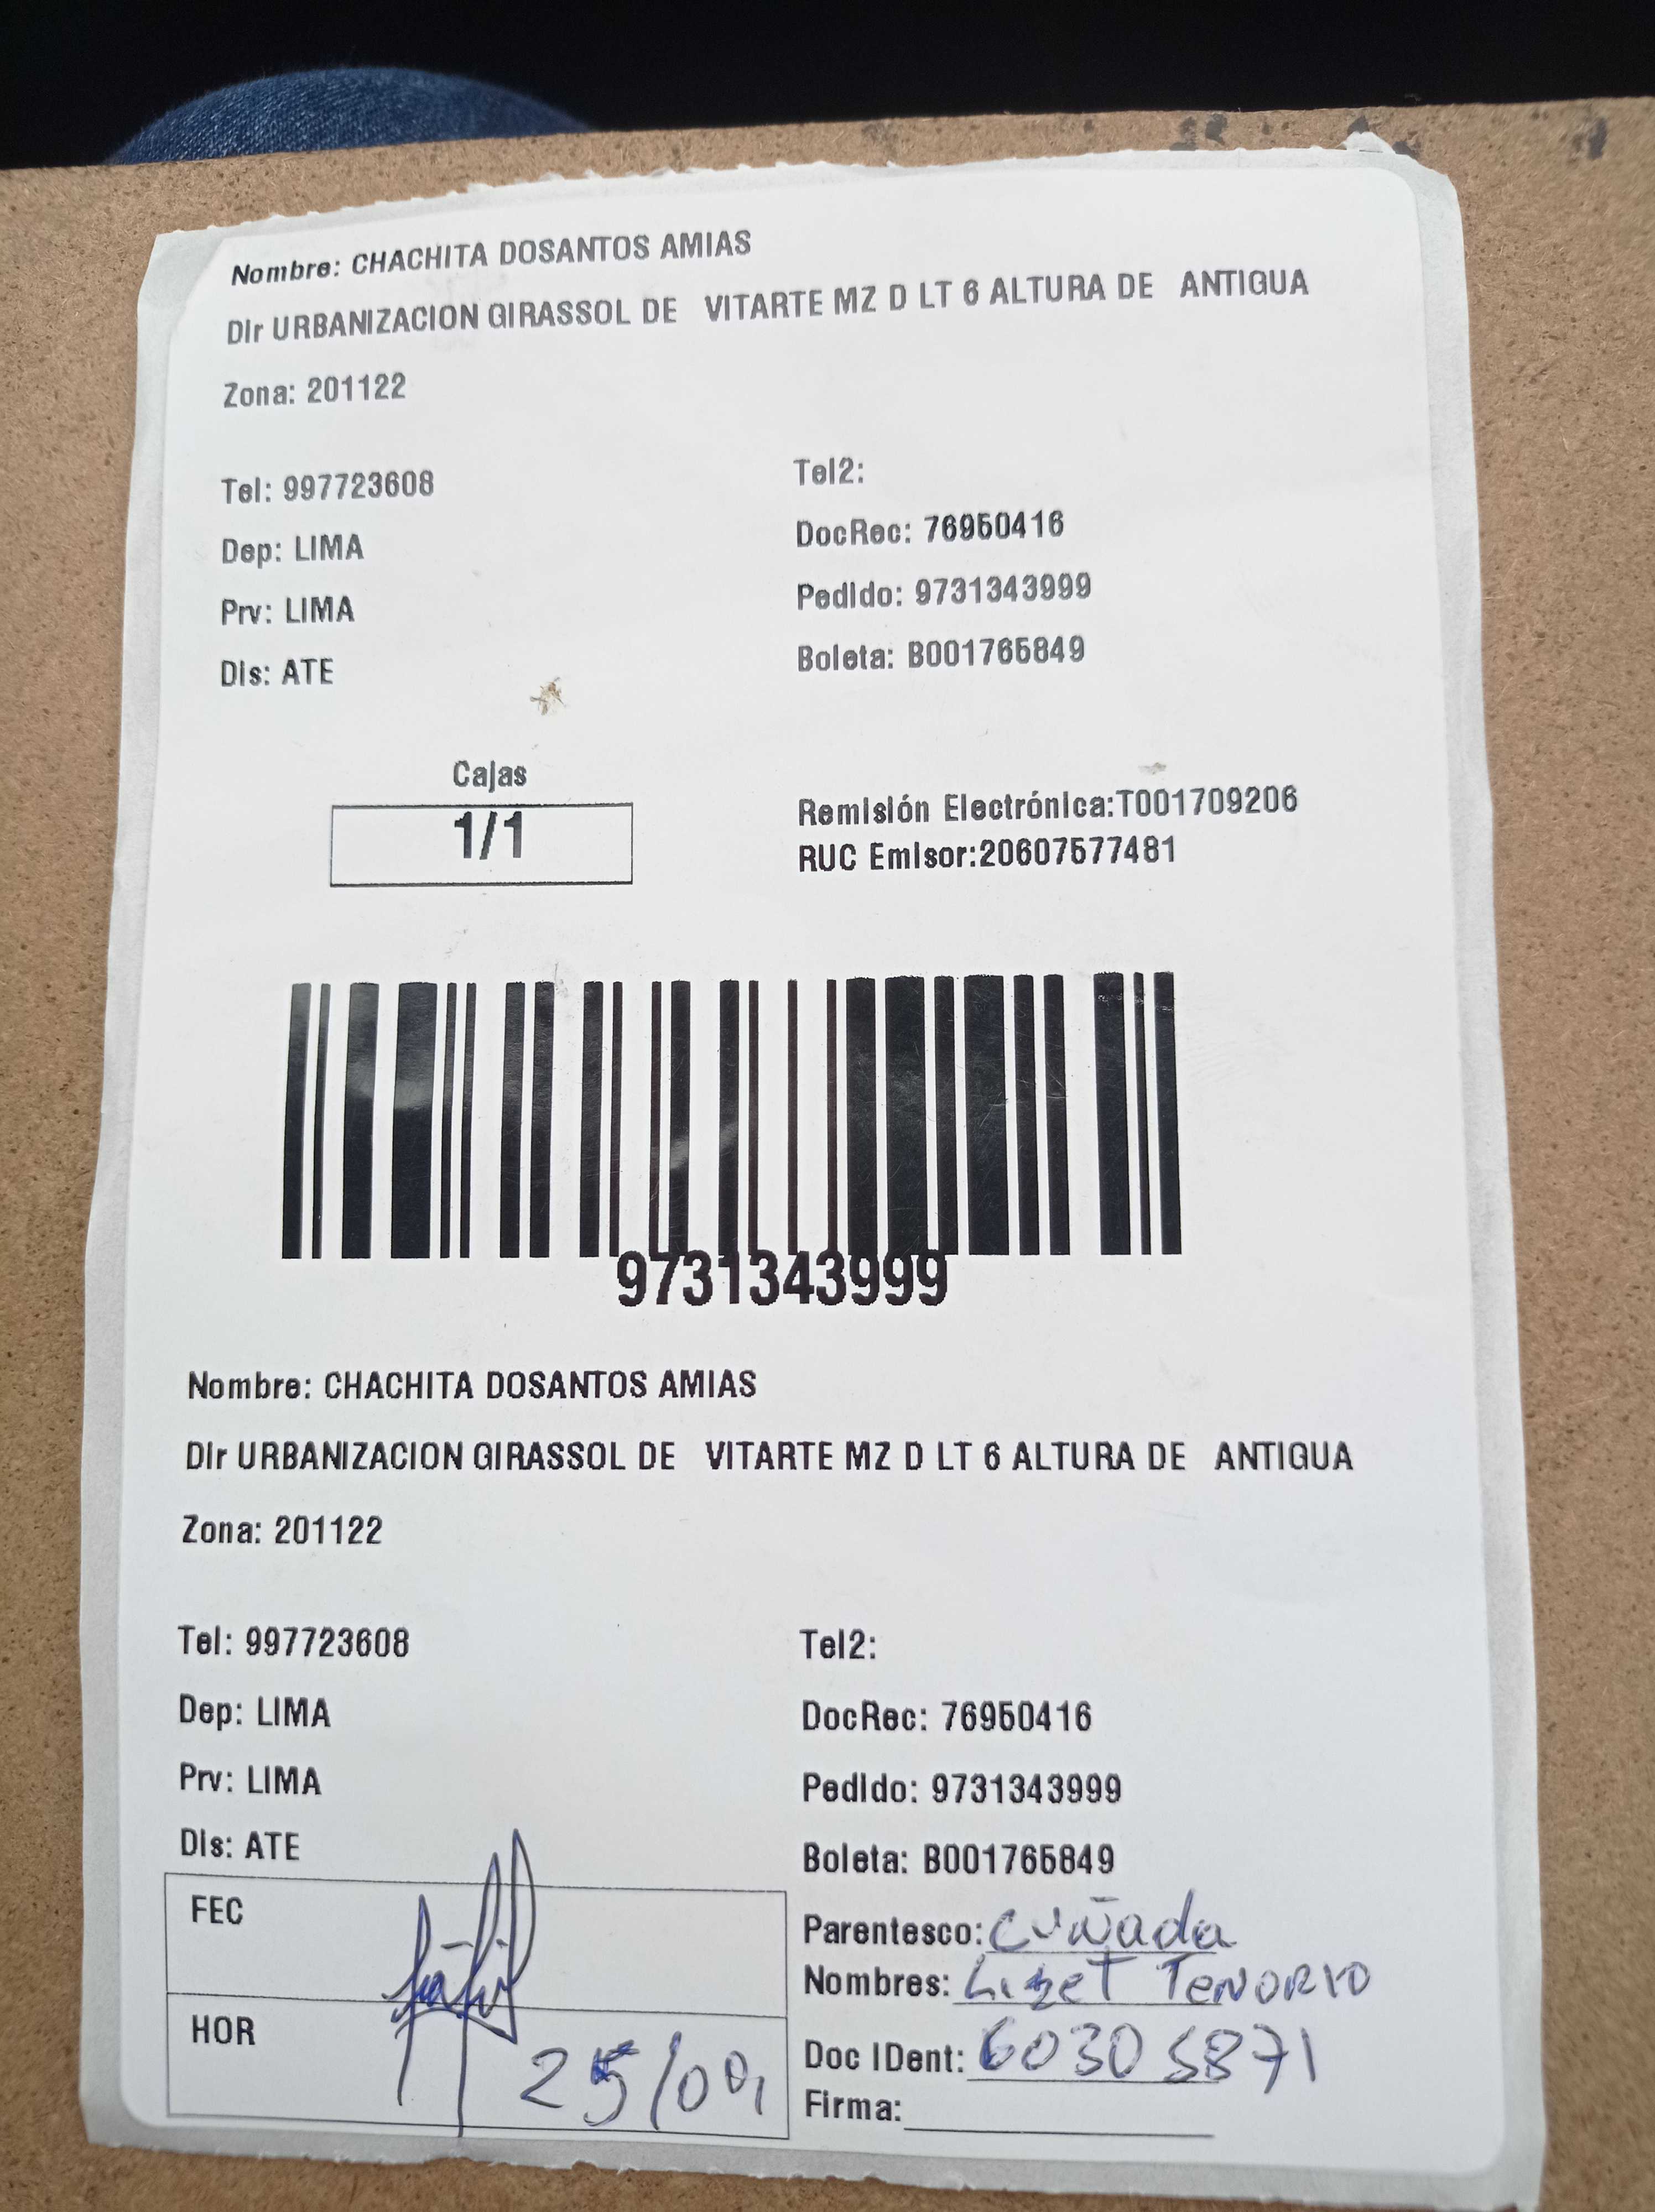 Nombre: CHACHITA DOSANTOS AMIAS
Dir URBANIZACION GIRASSOL DE VITARTE MZ D LT 6 ALTURA DE ANTIGUA
Zona: 201122
Tel: 997723608
Tel2:
Dep: LIMA
DocRec: 76950416
Prv: LIMA
Pedido: 9731343999
Dis: ATE
Boleta: B001765849
Cajas
1/1
Remisión Electrónica:T001709206
RUC Emisor:20607577481
9731343999
Nombre: CHACHITA DOSANTOS AMIAS
Dir URBANIZACION GIRASSOL DE VITARTE MZ D LT 6 ALTURA DE ANTIGUA
Zona: 201122
Tel: 997723608
Tel2:
Dep: LIMA
DocRec: 76950416
Prv: LIMA
Pedido: 9731343999
Dis: ATE
Boleta: B001765849
FEC
Parentesco: Cuñada
Nombres: Lizet Tenorio
HOR
25/09
Doc IDent: 60305871
Firma: